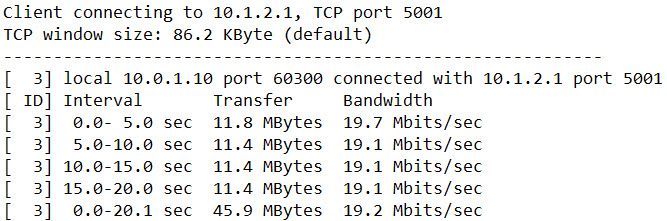 Client connecting to 10.1.2.1, TCP port 5001
TCP window size: 86.2 KByte (default)
------------------------------------------------------------
[  3] local 10.0.1.10 port 60300 connected with 10.1.2.1 port 5001
[ ID] Interval       Transfer     Bandwidth
[  3]  0.0- 5.0 sec  11.8 MBytes  19.7 Mbits/sec
[  3]  5.0-10.0 sec  11.4 MBytes  19.1 Mbits/sec
[  3] 10.0-15.0 sec  11.4 MBytes  19.1 Mbits/sec
[  3] 15.0-20.0 sec  11.4 MBytes  19.1 Mbits/sec
[  3]  0.0-20.1 sec  45.9 MBytes  19.2 Mbits/sec